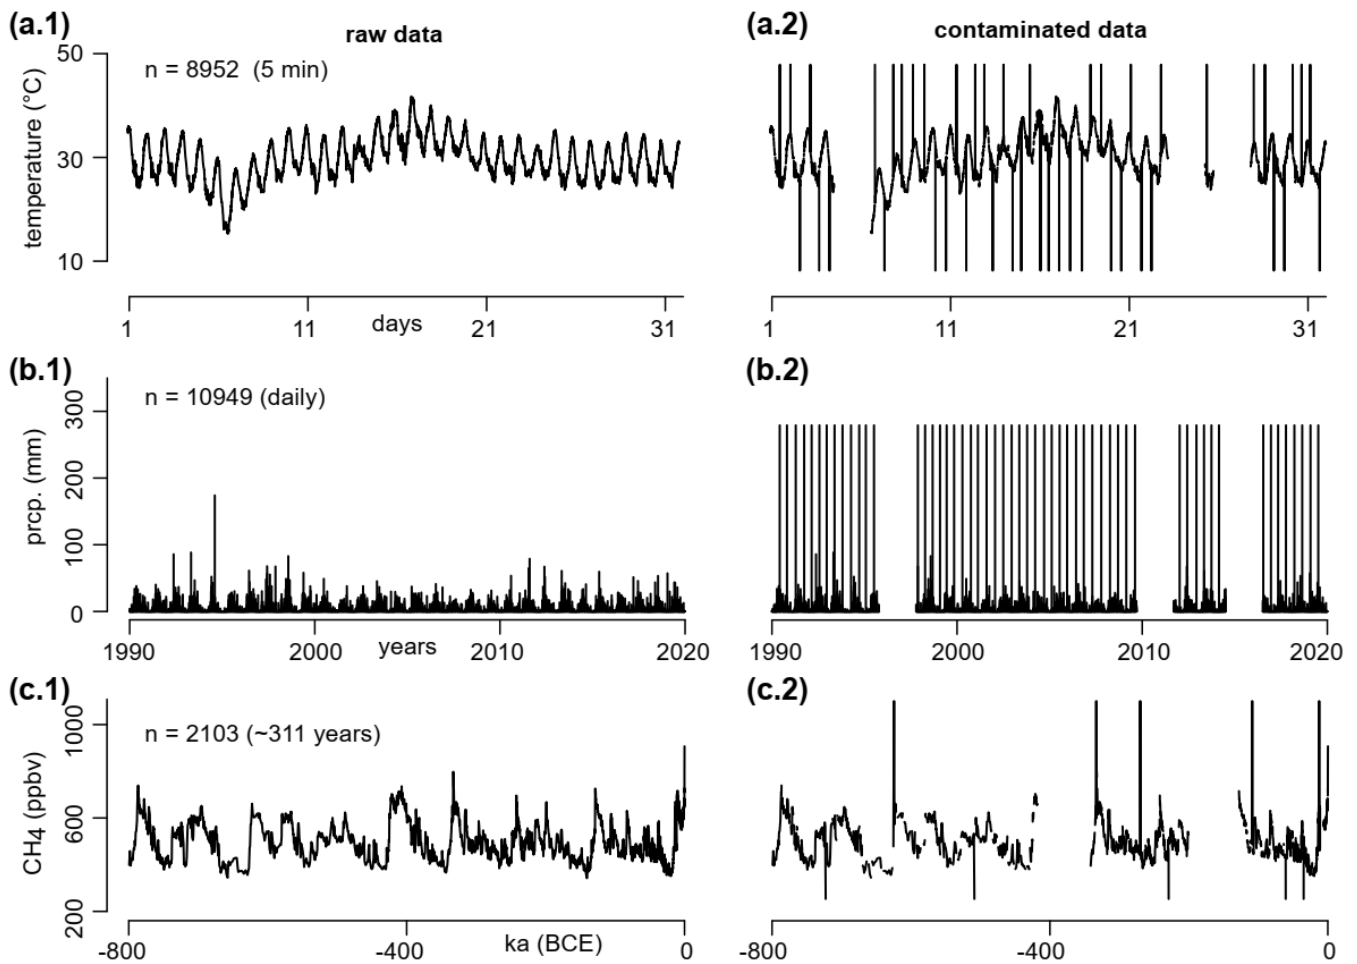 (a.1)
raw data
n = 8952 (5 min)
temperature (°C)
50
30
10
1
11
days
21
31
(a.2)
contaminated data
1
11
21
31
(b.1)
n = 10949 (daily)
prcp. (mm)
300
200
100
0
1990
2000
years
2010
2020
(b.2)
1990
2000
2010
2020
(c.1)
n = 2103 (~311 years)
CH4 (ppbv)
1000
600
200
-800
-400
ka (BCE)
0
(c.2)
-800
-400
0